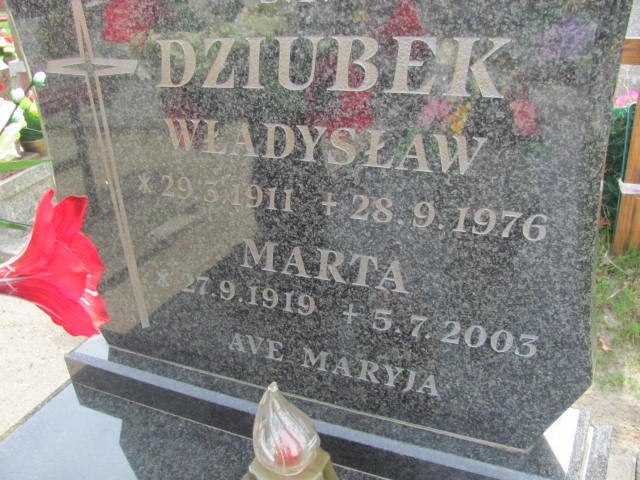 DZIUBEK
WŁADYSŁAW
* 29.3.1911 + 28.9.1976
MARTA
* 27.9.1919 + 5.7.2003
AVE MARYJA